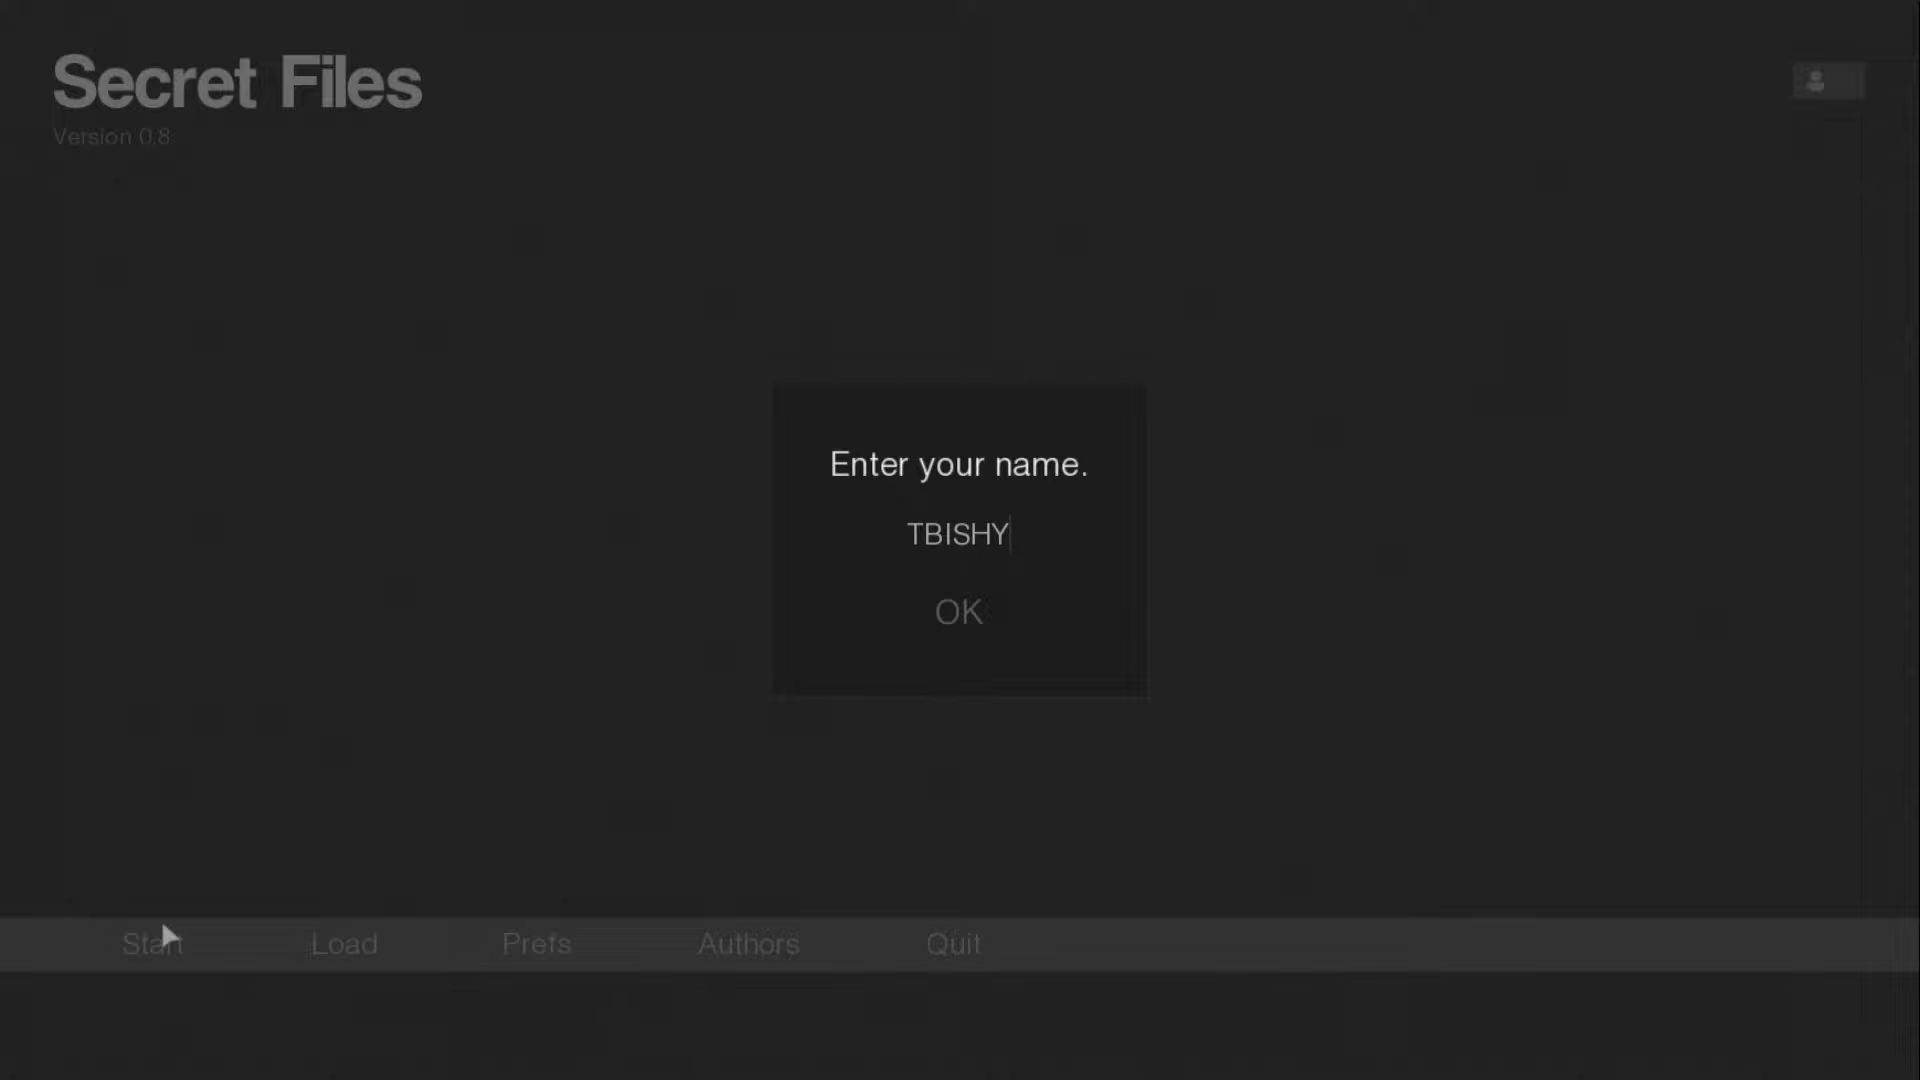 Secret Files
Version 0.8
Enter your name.
TBISHY
OK
Start Load Prefs Authors Quit